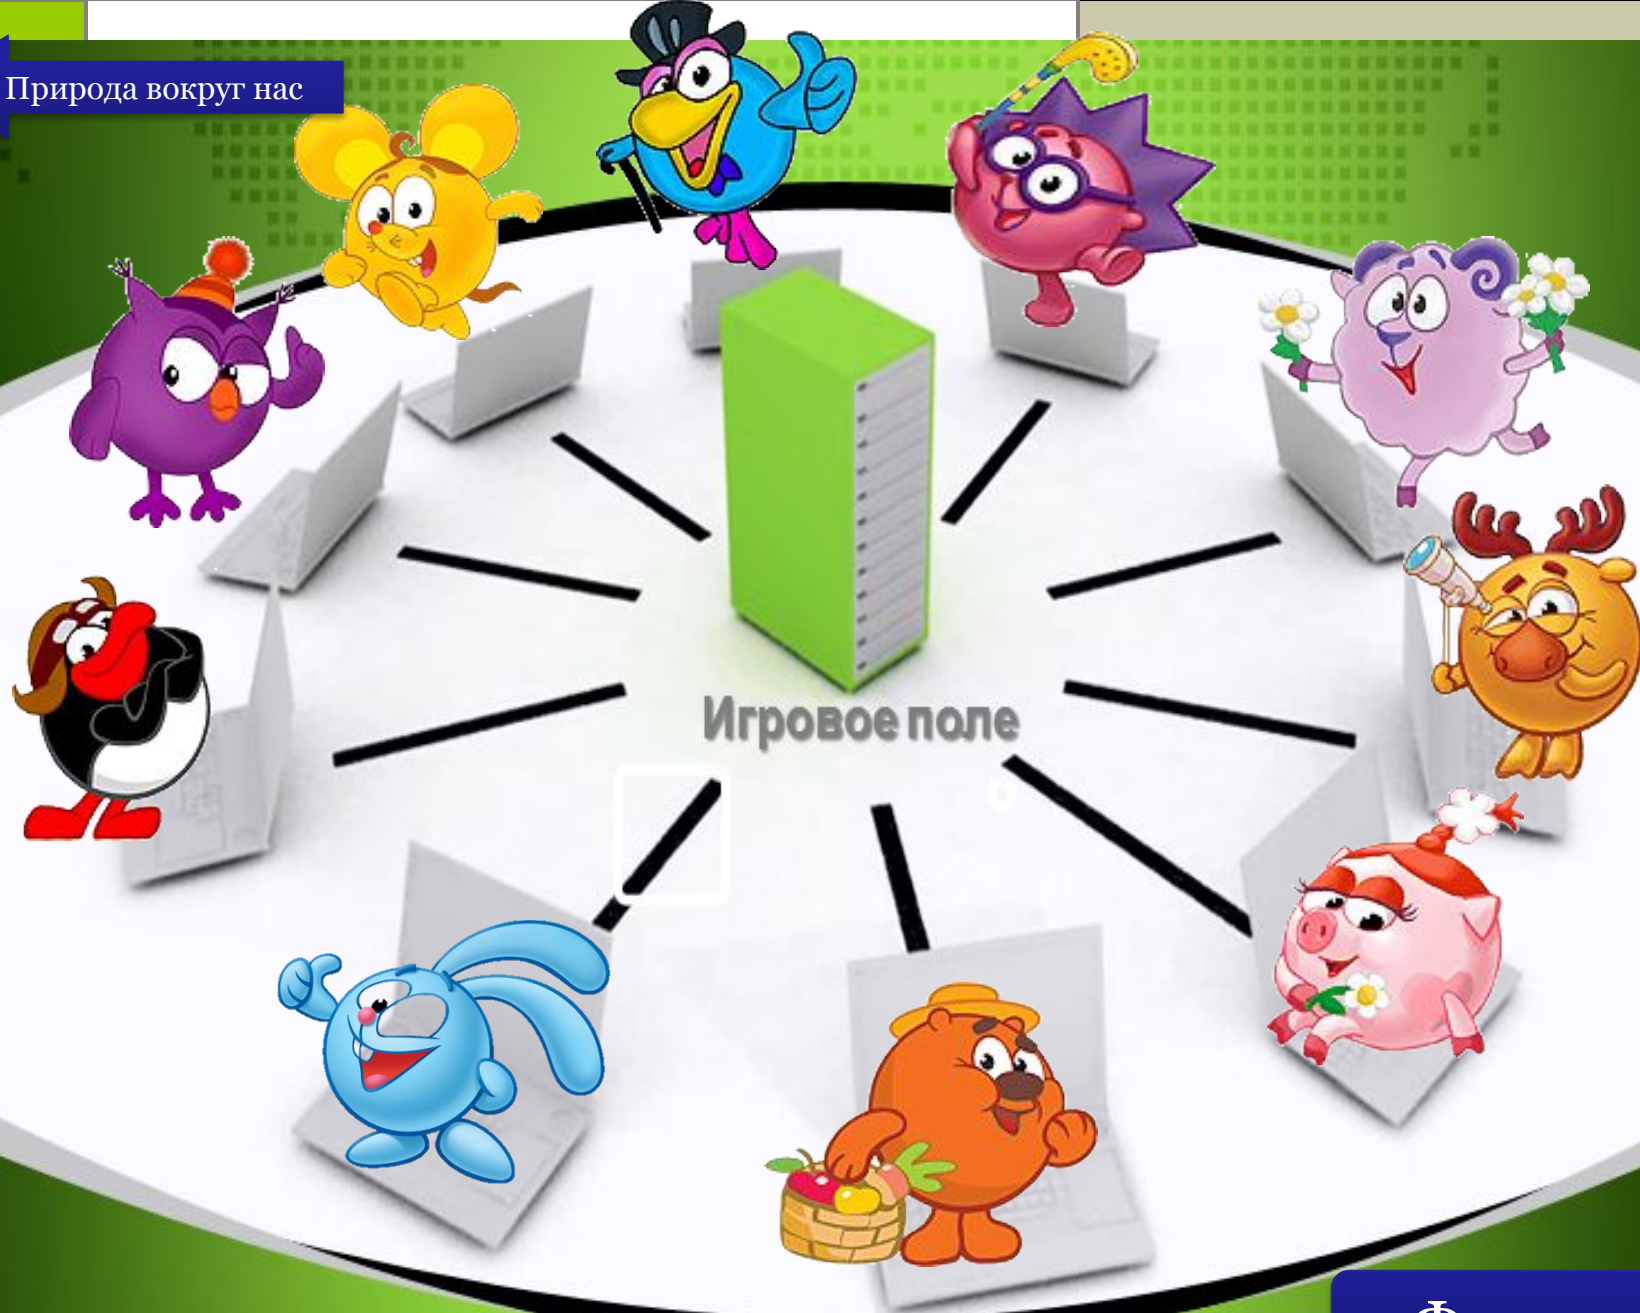 Природа вокруг нас
Игровое поле